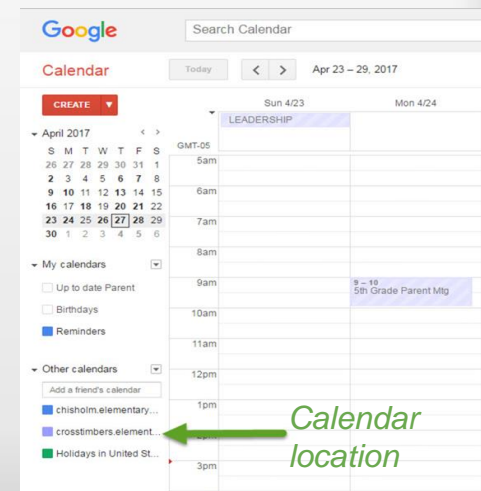 Google
Search Calendar
Calendar
Today
< >
Apr 23 – 29, 2017
CREATE
Sun 4/23
Mon 4/24
LEADERSHIP
April 2017 < >
GMT-05
S M T W T F S
26 27 28 29 30 31 1
2 3 4 5 6 7 8
9 10 11 12 13 14 15
16 17 18 19 20 21 22
23 24 25 26 27 28 29
30 1 2 3 4 5 6
5am
6am
7am
8am
9am
10am
11am
12pm
1pm
3pm
9 – 10
5th Grade Parent Mtg
My calendars
Up to date Parent
Birthdays
Reminders
Other calendars
Add a friend's calendar
chisholm.elementary...
crosstimbers.element...
Holidays in United St...
Calendar
location